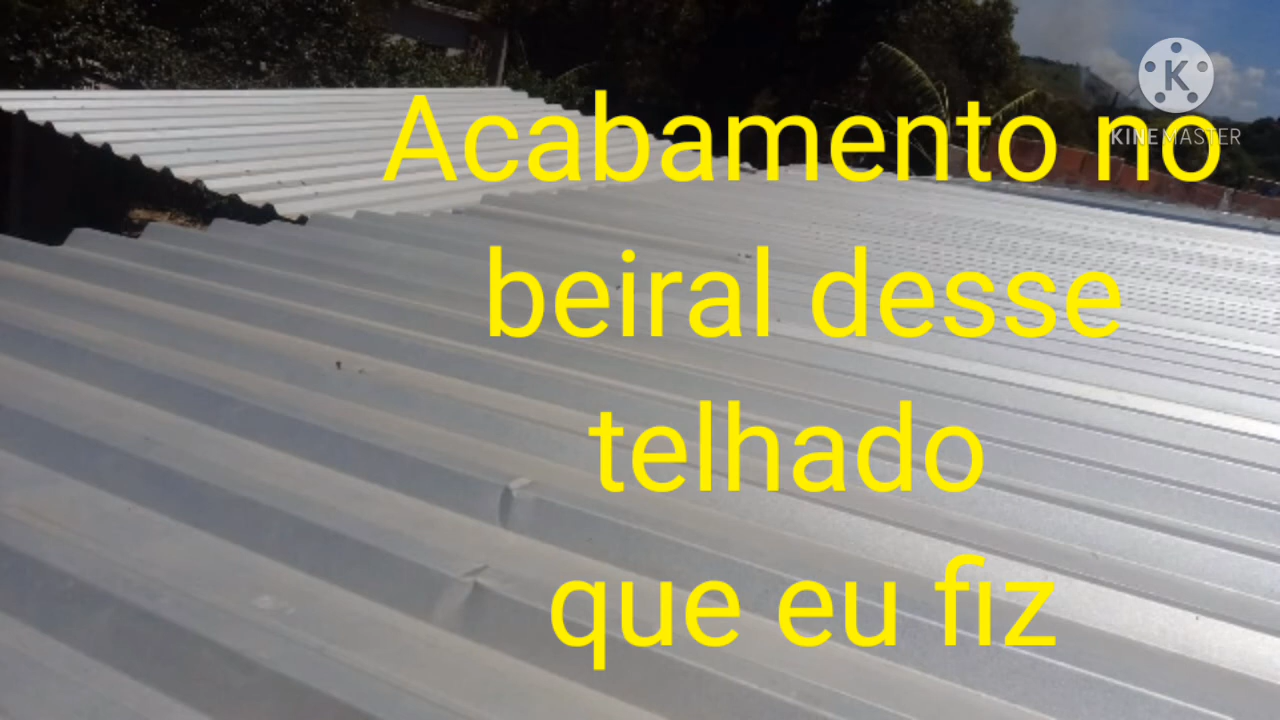 K
KINEMASTER
Acabamento no
beiral desse
telhado
que eu fiz